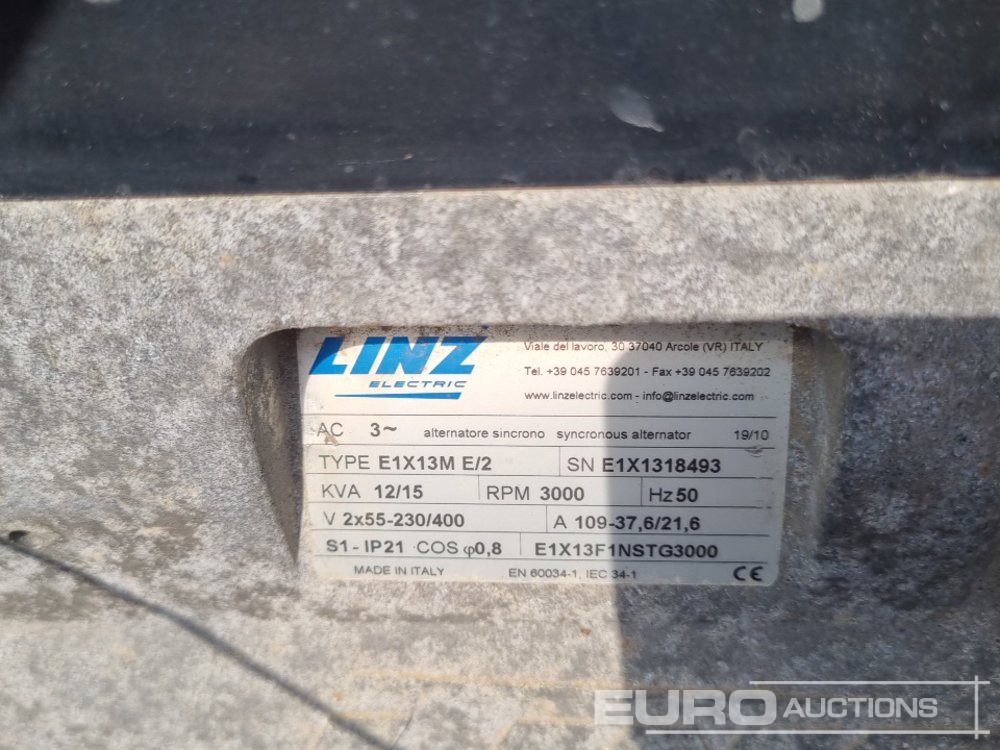 LINZ
ELECTRIC
Viale del lavoro, 30 37040 Arcole (VR) ITALY
Tel. +39 045 7639201 - Fax +39 045 7639202
www.linzelectric.com - info@linzelectric.com
AC 3~ alternatore sincrono syncronous alternator 19/10
TYPE E1X13M E/2 SN E1X1318493
KVA 12/15 RPM 3000 Hz 50
V 2x55-230/400 A 109-37,6/21,6
S1 - IP21 COS φ0,8 E1X13F1NSTG3000
MADE IN ITALY EN 60034-1, IEC 34-1 CE
EURO AUCTIONS